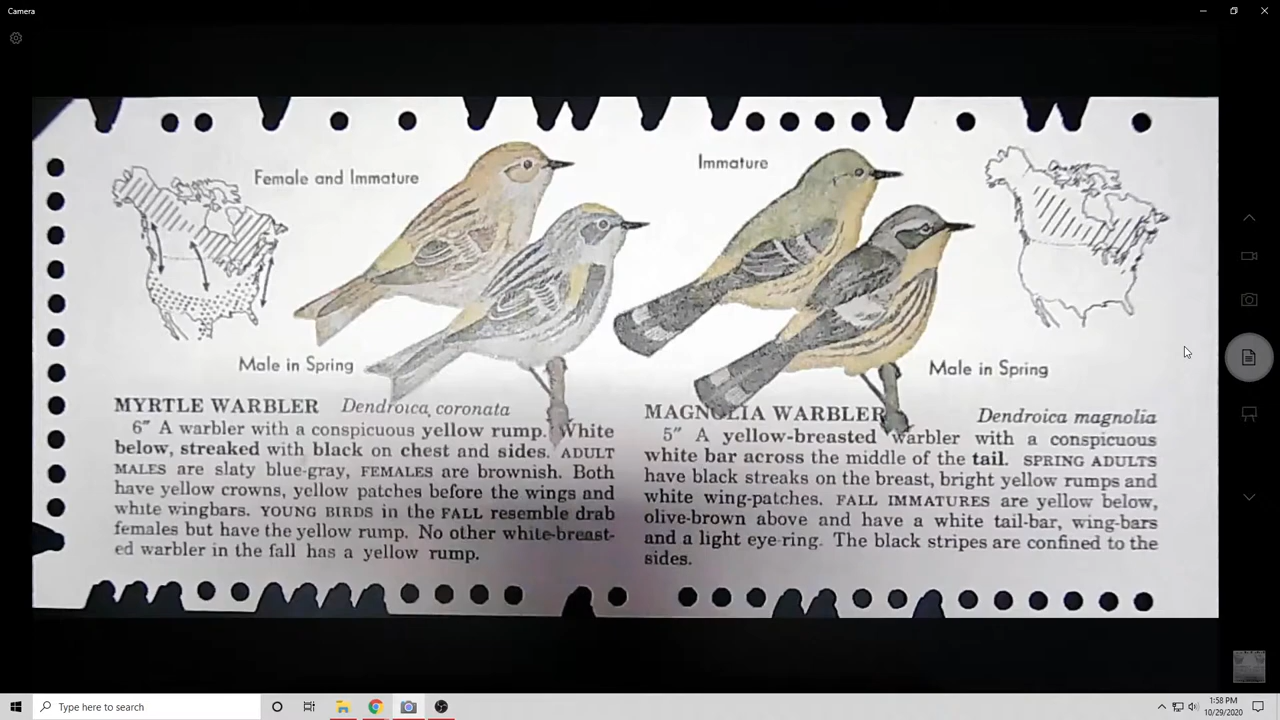 Camera
Female and Immature
Male in Spring
MYRTLE WARBLER Dendroica coronata
6" A warbler with a conspicuous yellow rump. White
below, streaked with black on chest and sides. ADULT
MALES are slaty blue-gray, FEMALES are brownish. Both
have yellow crowns, yellow patches before the wings and
white wingbars. YOUNG BIRDS in the FALL resemble drab
females but have the yellow rump. No other white-breast-
ed warbler in the fall has a yellow rump.
Immature
Male in Spring
MAGNOLIA WARBLER Dendroica magnolia
5" A yellow-breasted warbler with a conspicuous
white bar across the middle of the tail. SPRING ADULTS
have black streaks on the breast, bright yellow rumps and
white wing-patches. FALL IMMATURES are yellow below,
olive-brown above and have a white tail-bar, wing-bars
and a light eye-ring. The black stripes are confined to the
sides.
Type here to search
1:58 PM
10/29/2020